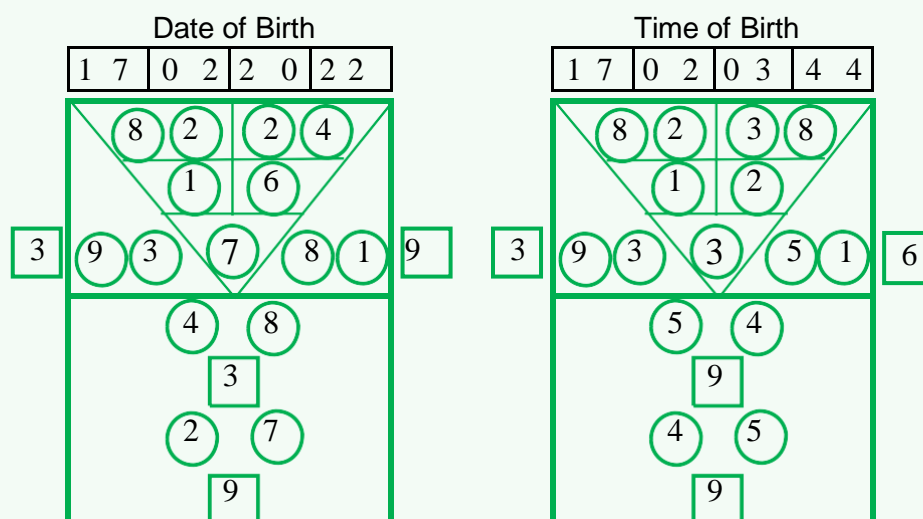 Date of Birth Time of Birth
1 7 0 2 2 0 2 2 1 7 0 2 0 3 4 4
8 2 2 4 8 2 3 8
1 6 1 2
3 9 3 7 8 1 9 3 9 3 3 5 1 6
4 8 5 4
3 9
2 7 4 5
9 9